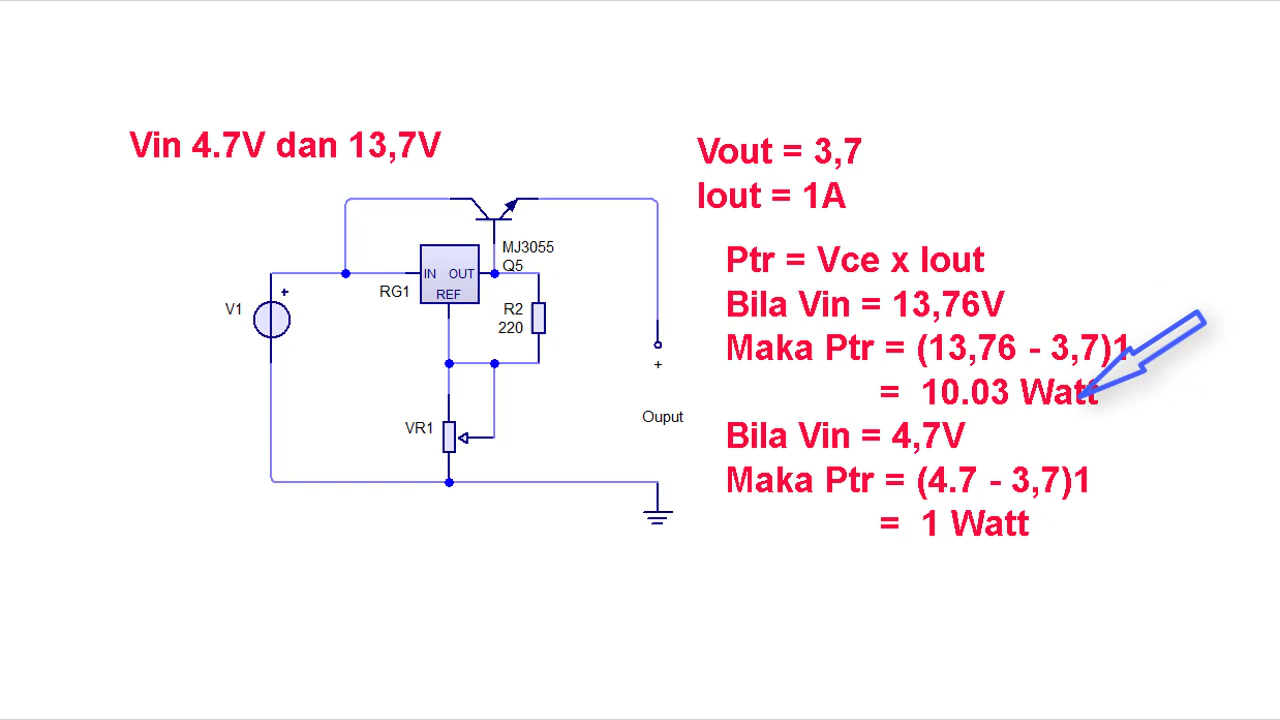 Vin 4.7V dan 13,7V
Vout = 3,7
Iout = 1A
Ptr = Vce x Iout
Bila Vin = 13,76V
Maka Ptr = (13,76 - 3,7)1
= 10.03 Watt
Bila Vin = 4,7V
Maka Ptr = (4.7 - 3,7)1
= 1 Watt
MJ3055
Q5
IN OUT
REF
RG1
V1
+
R2
220
VR1
+
Ouput